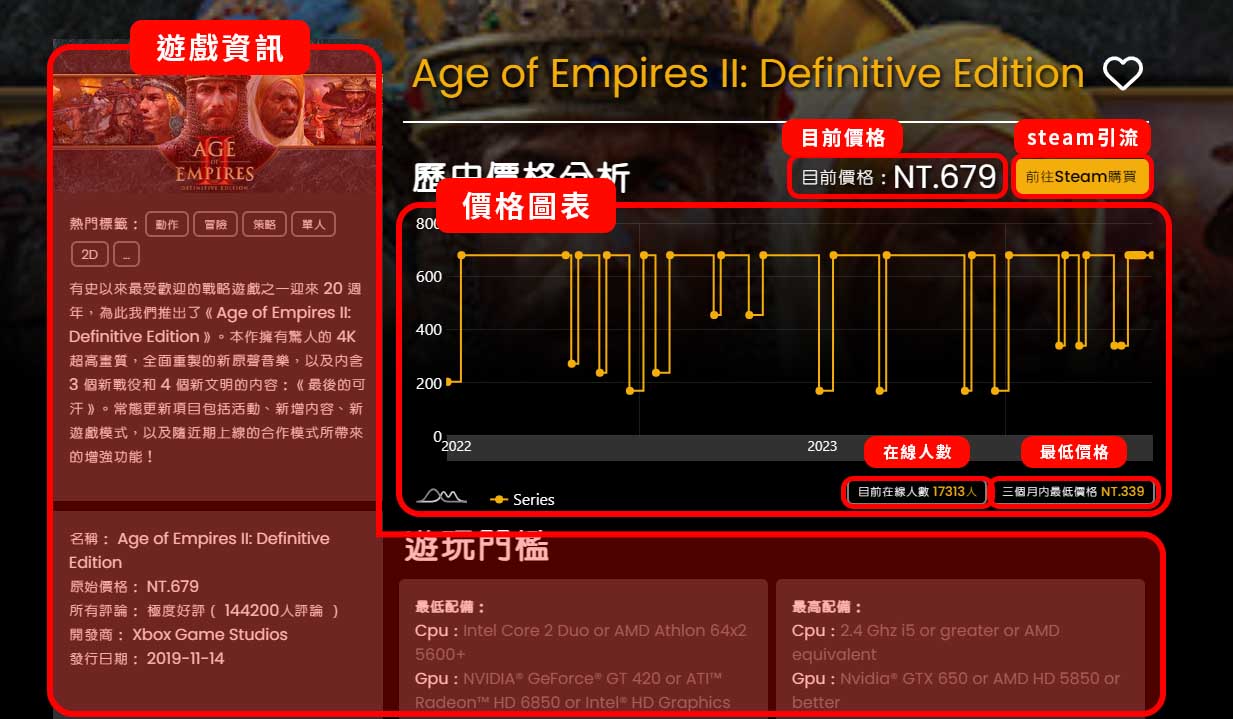 遊戲資訊
AGE
OF
EMPIRES
II
DEFINITIVE EDITION
熱門標籤： 動作 冒險 策略 單人
2D ...
有史以來最受歡迎的戰略遊戲之一迎來 20 週
年，為此我們推出了《Age of Empires II:
Definitive Edition》。本作擁有驚人的 4K
超高畫質，全面重製的新原聲音樂，以及內含
3 個新戰役和 4 個新文明的內容：《最後的可
汗》。常態更新項目包括活動、新增內容、新
遊戲模式，以及隨近期上線的合作模式所帶來
的增強功能！
名稱： Age of Empires II: Definitive
Edition
原始價格： NT.679
所有評論： 極度好評（ 144200人評論 ）
開發商： Xbox Game Studios
發行日期： 2019-11-14
Age of Empires II: Definitive Edition
目前價格
steam引流
歷史價格分析
目前價格：NT.679
前往Steam購買
價格圖表
800
600
400
200
0
2022
2023
在線人數
最低價格
Series
目前在線人數 17313人
三個月內最低價格 NT.339
遊玩門檻
最低配備：
Cpu : Intel Core 2 Duo or AMD Athlon 64x2
5600+
Gpu : NVIDIA® GeForce® GT 420 or ATI™
Radeon™ HD 6850 or Intel® HD Graphics
最高配備：
Cpu : 2.4 Ghz i5 or greater or AMD
equivalent
Gpu : Nvidia® GTX 650 or AMD HD 5850 or
better